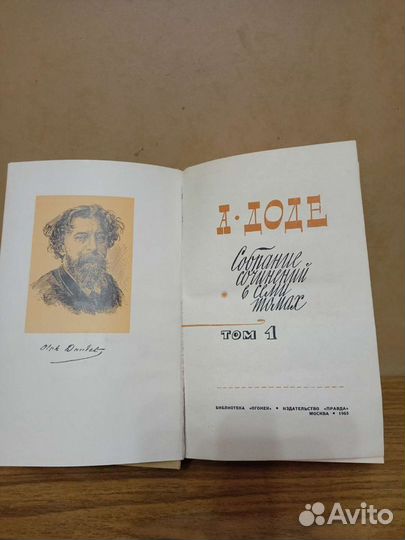 А·ДОДЕ
Собрание
сочинений
в семи
томах
ТОМ 1
БИБЛИОТЕКА «ОГОНЕК» • ИЗДАТЕЛЬСТВО «ПРАВДА»
МОСКВА • 1965
Avito